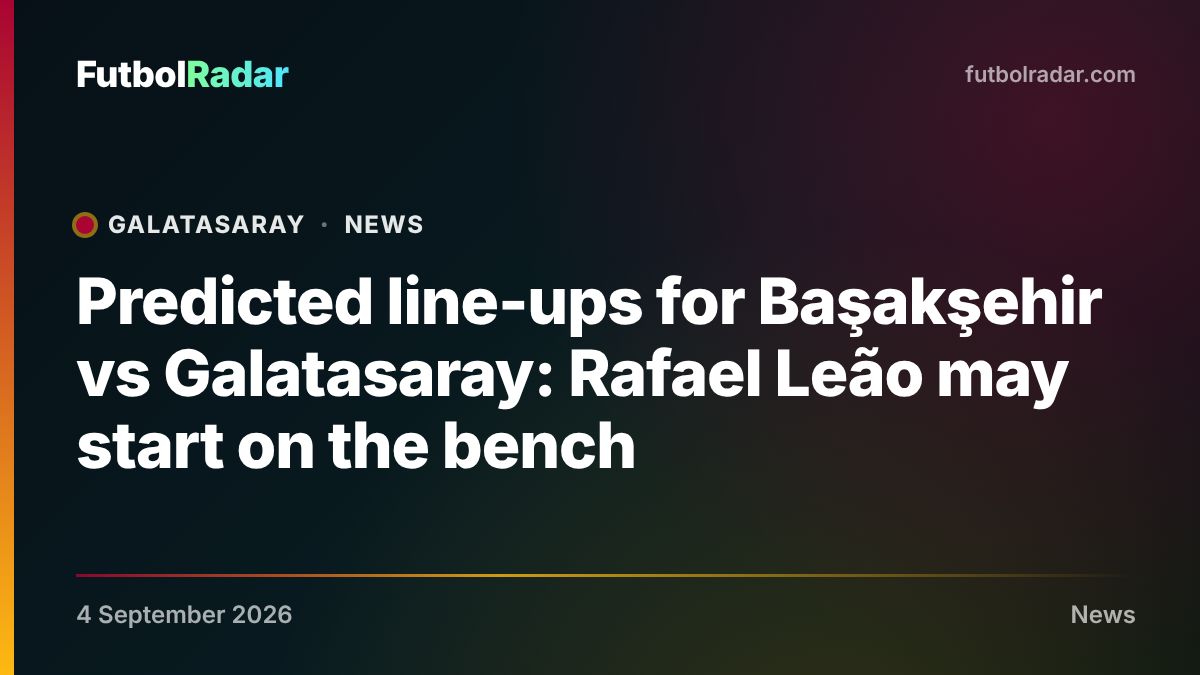 FutbolRadar
futbolradar.com
GALATASARAY · NEWS
Predicted line-ups for Başakşehir
vs Galatasaray: Rafael Leão may
start on the bench
4 September 2026
News